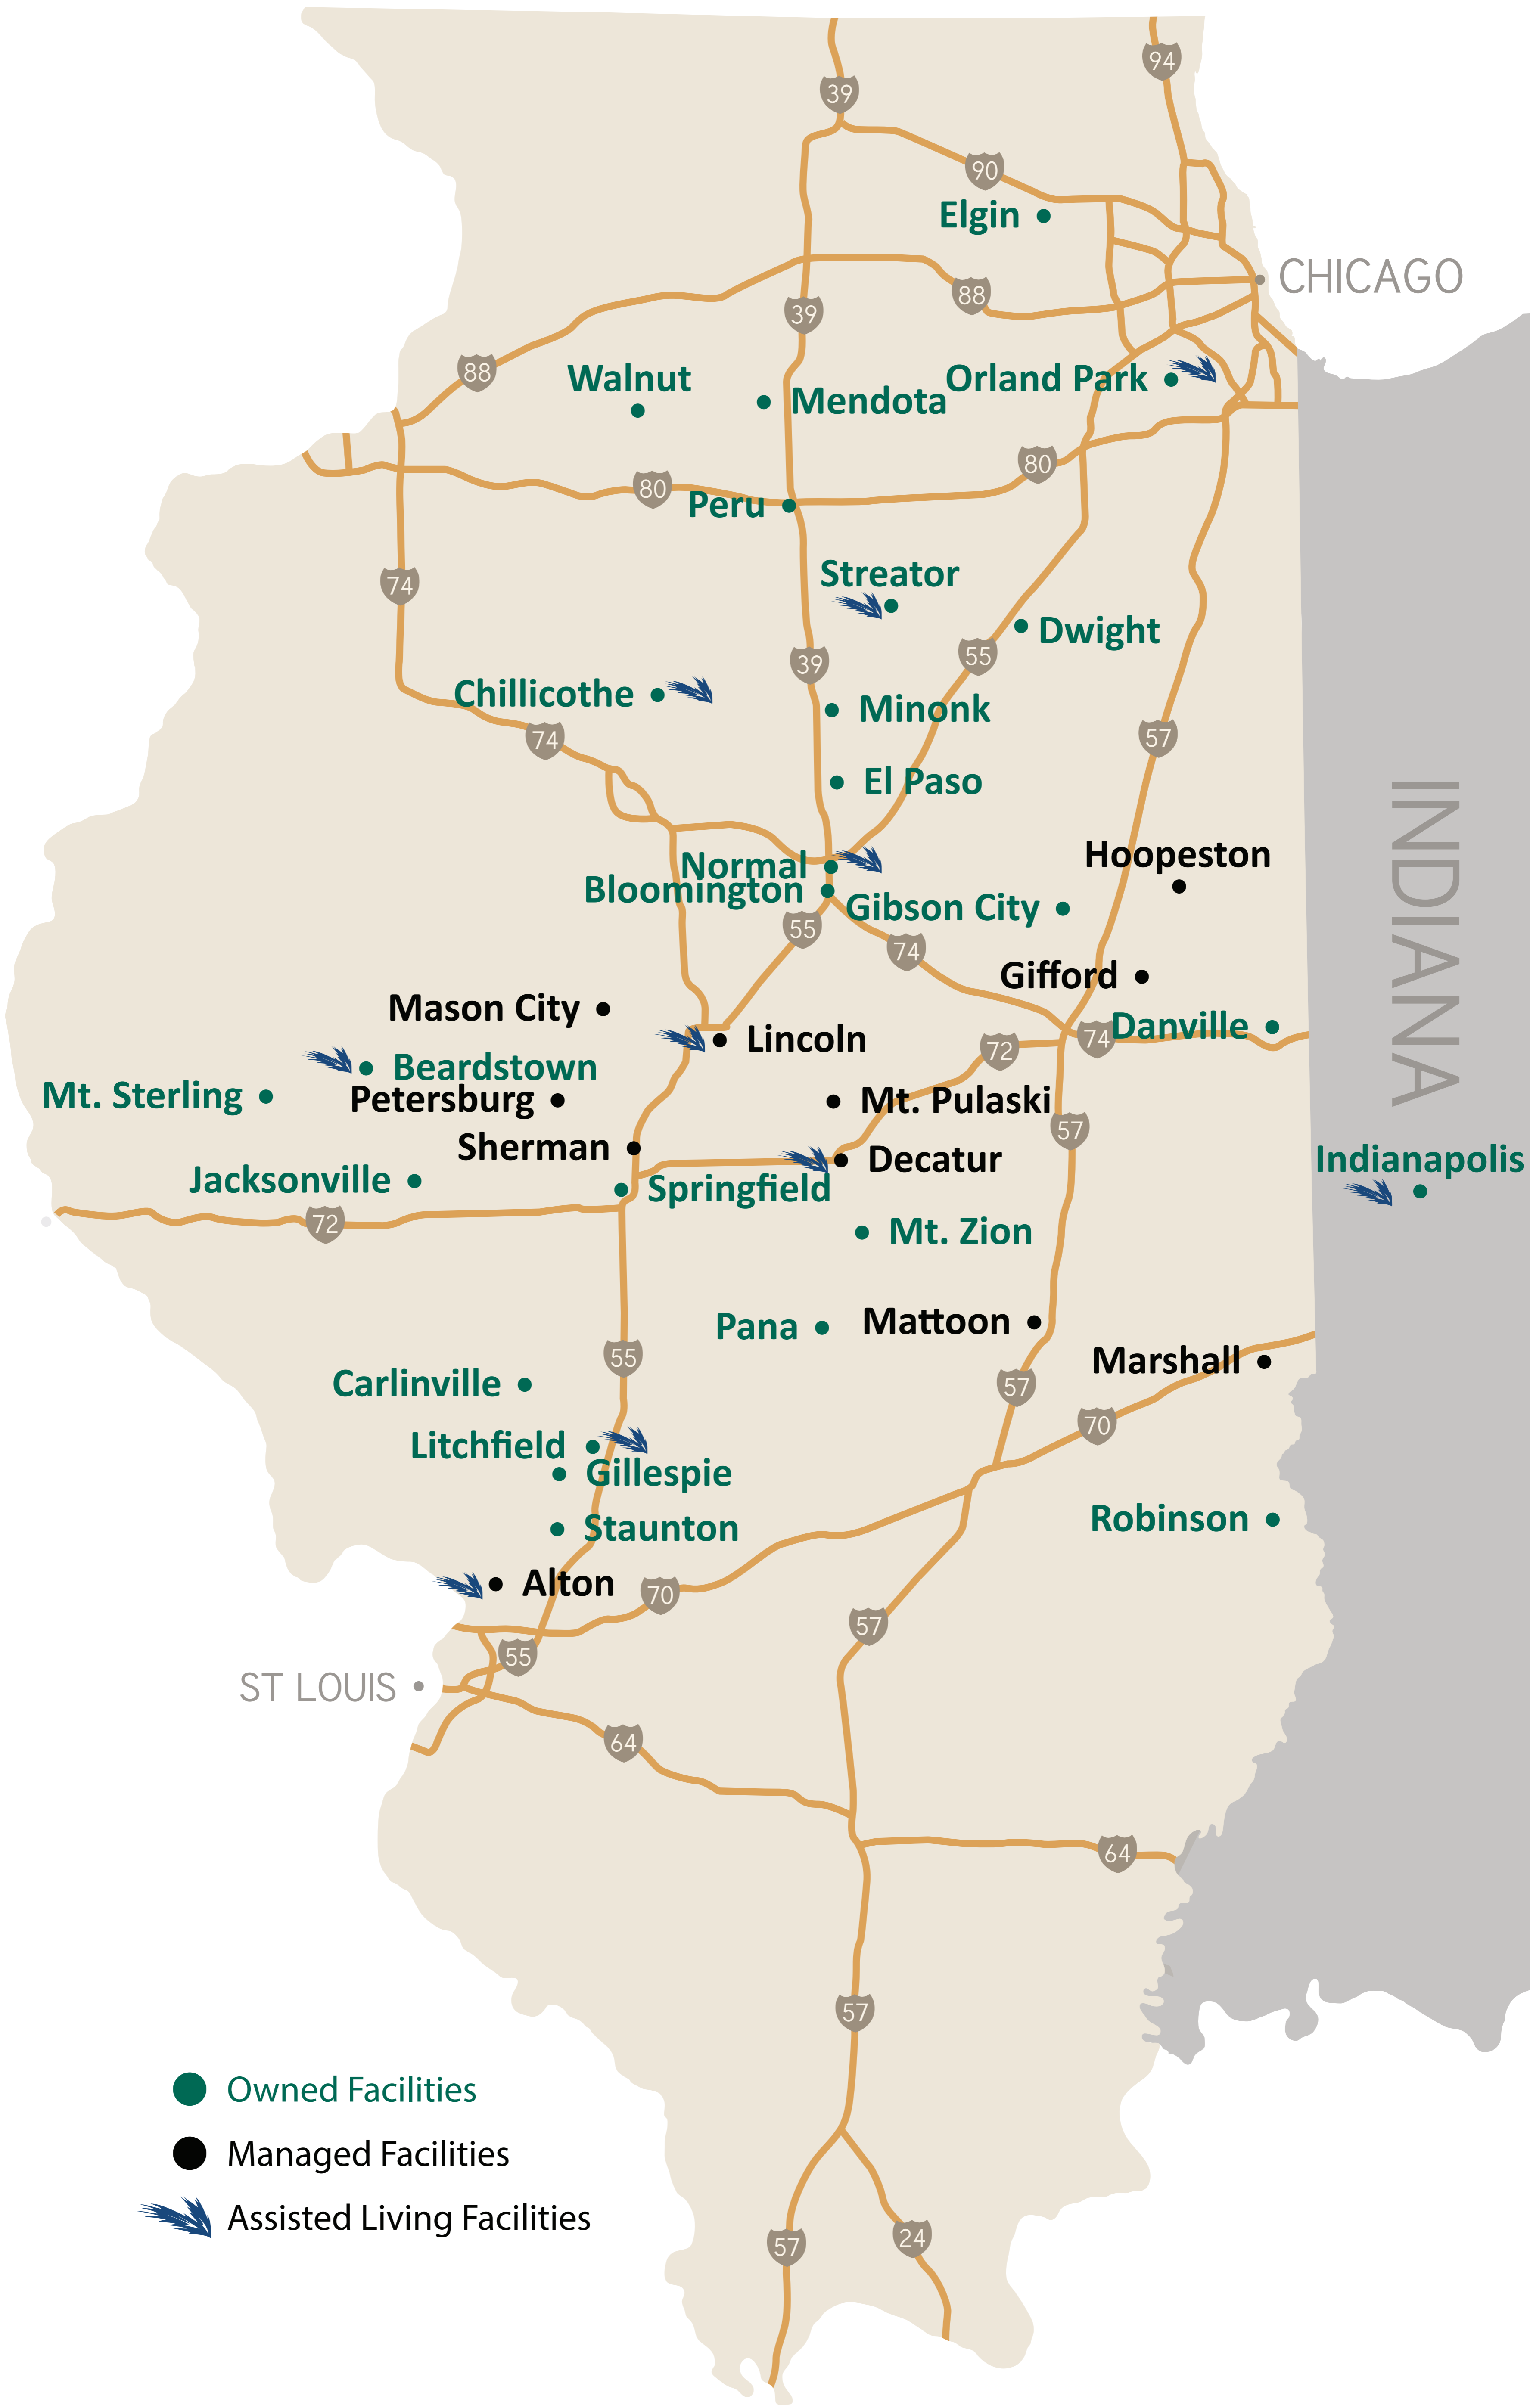 94
39
90
Elgin
CHICAGO
88
39
88
Walnut
Orland Park
Mendota
80
80
Peru
Streator
74
Dwight
55
39
Chillicothe
Minonk
74
57
El Paso
INDIANA
Hoopeston
Normal
Bloomington
Gibson City
55
74
Gifford
Mason City
Danville
Lincoln
74
72
Beardstown
Mt. Sterling
Petersburg
Mt. Pulaski
57
Sherman
Decatur
Indianapolis
Jacksonville
Springfield
72
Mt. Zion
Pana
Mattoon
55
Marshall
Carlinville
57
70
Litchfield
Gillespie
Robinson
Staunton
Alton
70
57
55
ST LOUIS
64
64
57
Owned Facilities
Managed Facilities
Assisted Living Facilities
57
24